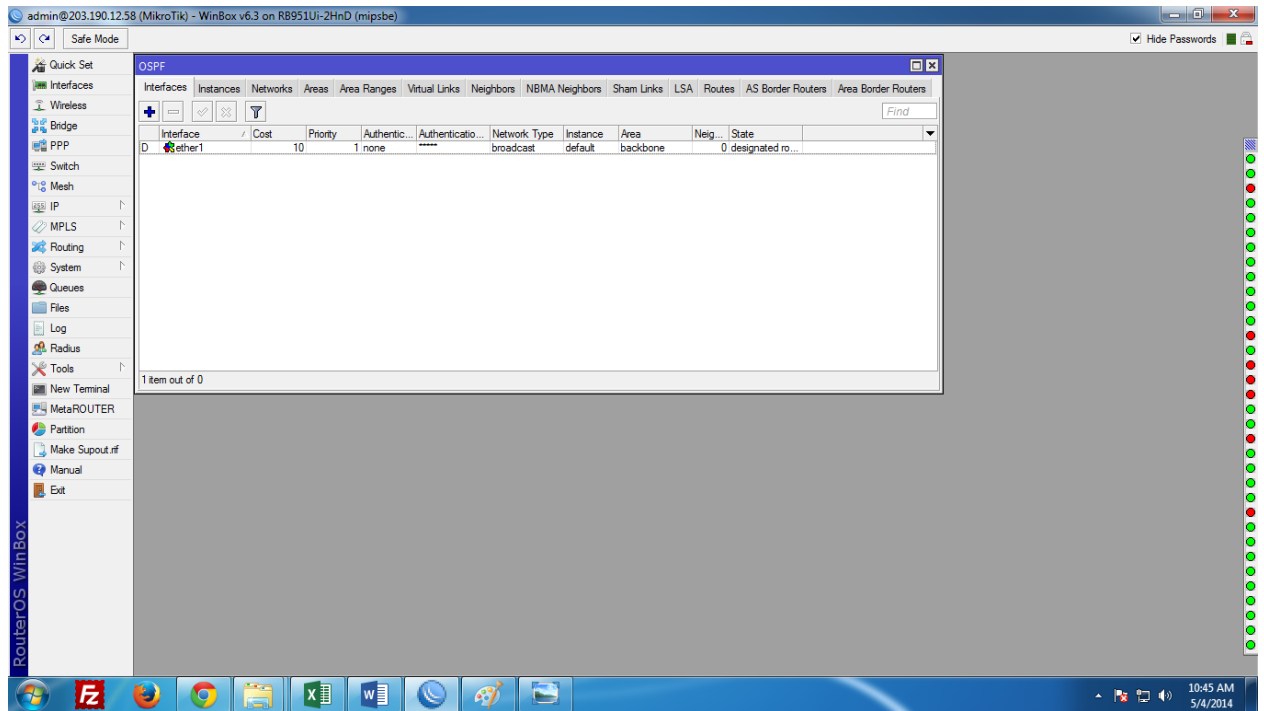 admin@203.190.12.58 (MikroTik) - WinBox v6.3 on RB951Ui-2HnD (mipsbe)
Safe Mode
Hide Passwords
Quick Set
Interfaces
Wireless
Bridge
PPP
Switch
Mesh
IP
MPLS
Routing
System
Queues
Files
Log
Radius
Tools
New Terminal
MetaROUTER
Partition
Make Supout.rif
Manual
Exit
RouterOS WinBox
OSPF
Interfaces Instances Networks Areas Area Ranges Virtual Links Neighbors NBMA Neighbors Sham Links LSA Routes AS Border Routers Area Border Routers
Find
Interface Cost Priority Authentic... Authenticatio... Network Type Instance Area Neig... State
D ether1 10 1 none ***** broadcast default backbone 0 designated ro...
1 item out of 0
10:45 AM
5/4/2014